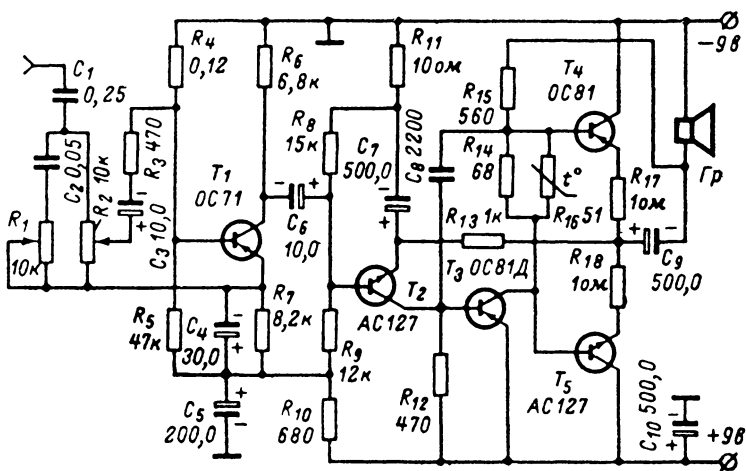 C1
0,25
R4
0,12
R6
6,8к
R11
10ом
−9в
T4
OC81
R15
560
R3 470
C2 0,05
R2 10к
R8
15к
C7
500,0
C8 2200
T1
OC71
R14
68
t°
Гр
R17
1ом
R1
10к
C3 10,0
− +
C6
10,0
R13 1к
R16 51
+ −
C9
500,0
R18
1ом
T3 OC81Д
T2
AC127
R5
47к
C4
30,0
R7
8,2к
R9
12к
R12
470
T5
AC127
C5
200,0
R10
680
C10 500,0
+9в